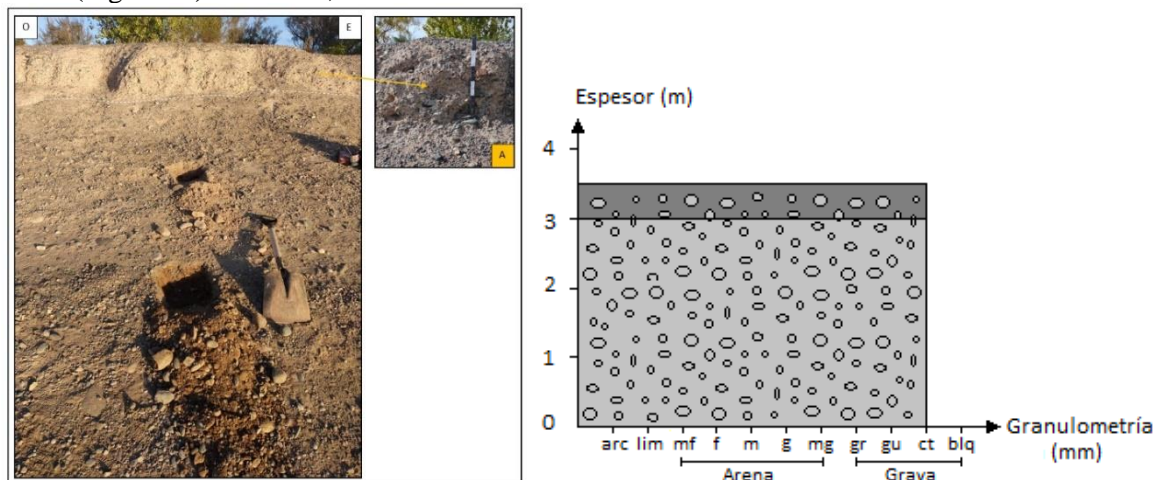 O
E
A
Espesor (m)
4
3
2
1
0
Granulometría
(mm)
arc lim mf f m g mg gr gu ct blq
Arena
Grava